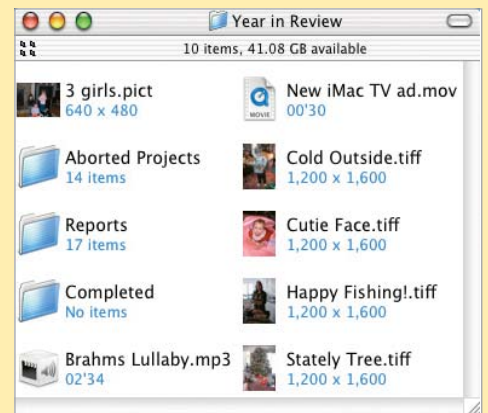 Year in Review
10 items, 41.08 GB available
3 girls.pict
640 x 480
New iMac TV ad.mov
00'30
MOVIE
Aborted Projects
14 items
Cold Outside.tiff
1,200 x 1,600
Reports
17 items
Cutie Face.tiff
1,200 x 1,600
Completed
No items
Happy Fishing!.tiff
1,200 x 1,600
Brahms Lullaby.mp3
02'34
Stately Tree.tiff
1,200 x 1,600